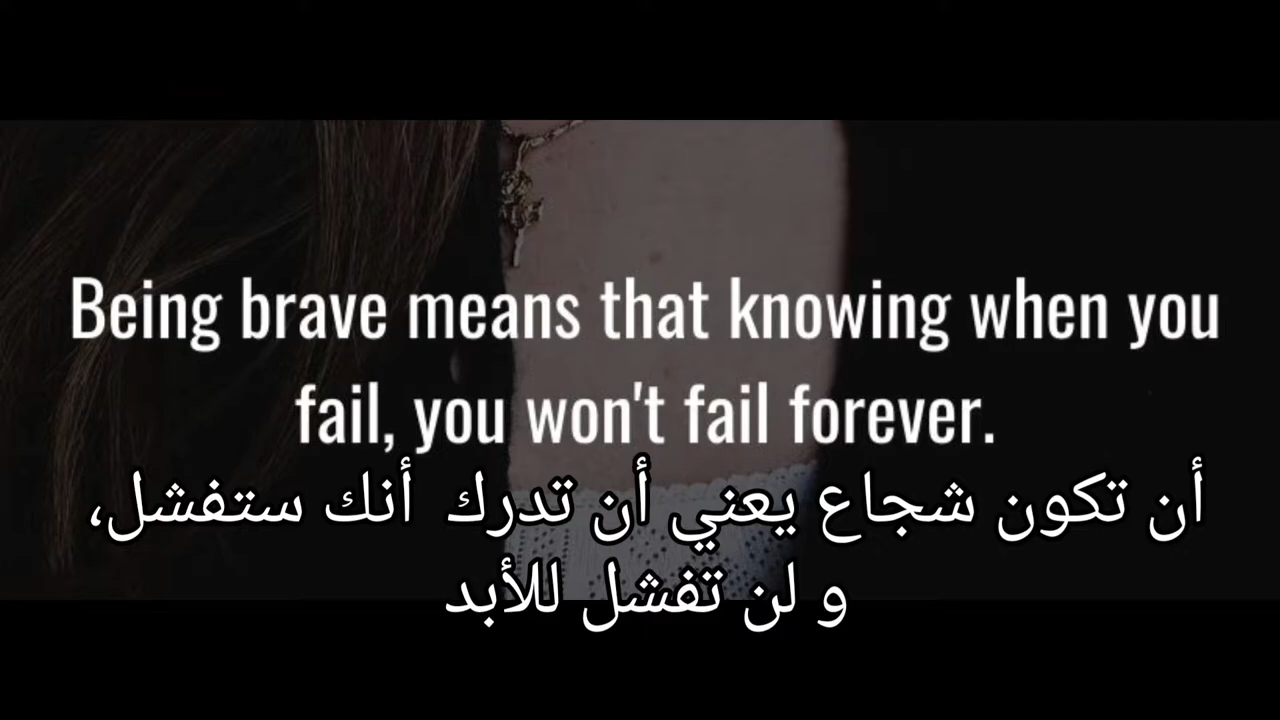 Being brave means that knowing when you
fail, you won't fail forever.
أن تكون شجاع يعني أن تدرك أنك ستفشل،
و لن تفشل للأبد